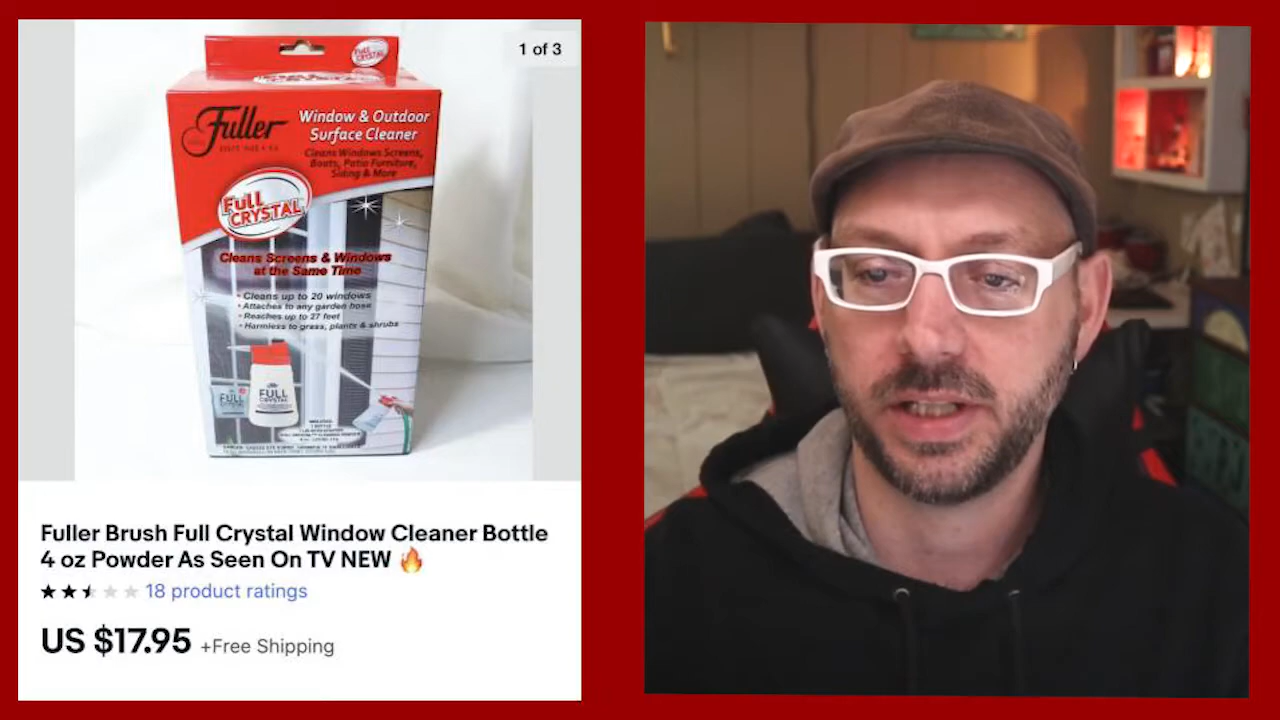 1 of 3
Full
CRYSTAL
Fuller
Window & Outdoor
Surface Cleaner
Cleans Windows Screens,
Boats, Patio Furniture,
Siding & More
Full
CRYSTAL
Cleans Screens & Windows
at the Same Time
• Cleans up to 20 windows
• Attaches to any garden hose
• Reaches up to 27 feet
• Harmless to grass, plants & shrubs
FULL
CRYSTAL
FULL
Fuller Brush Full Crystal Window Cleaner Bottle
4 oz Powder As Seen On TV NEW 🔥
18 product ratings
US $17.95 +Free Shipping